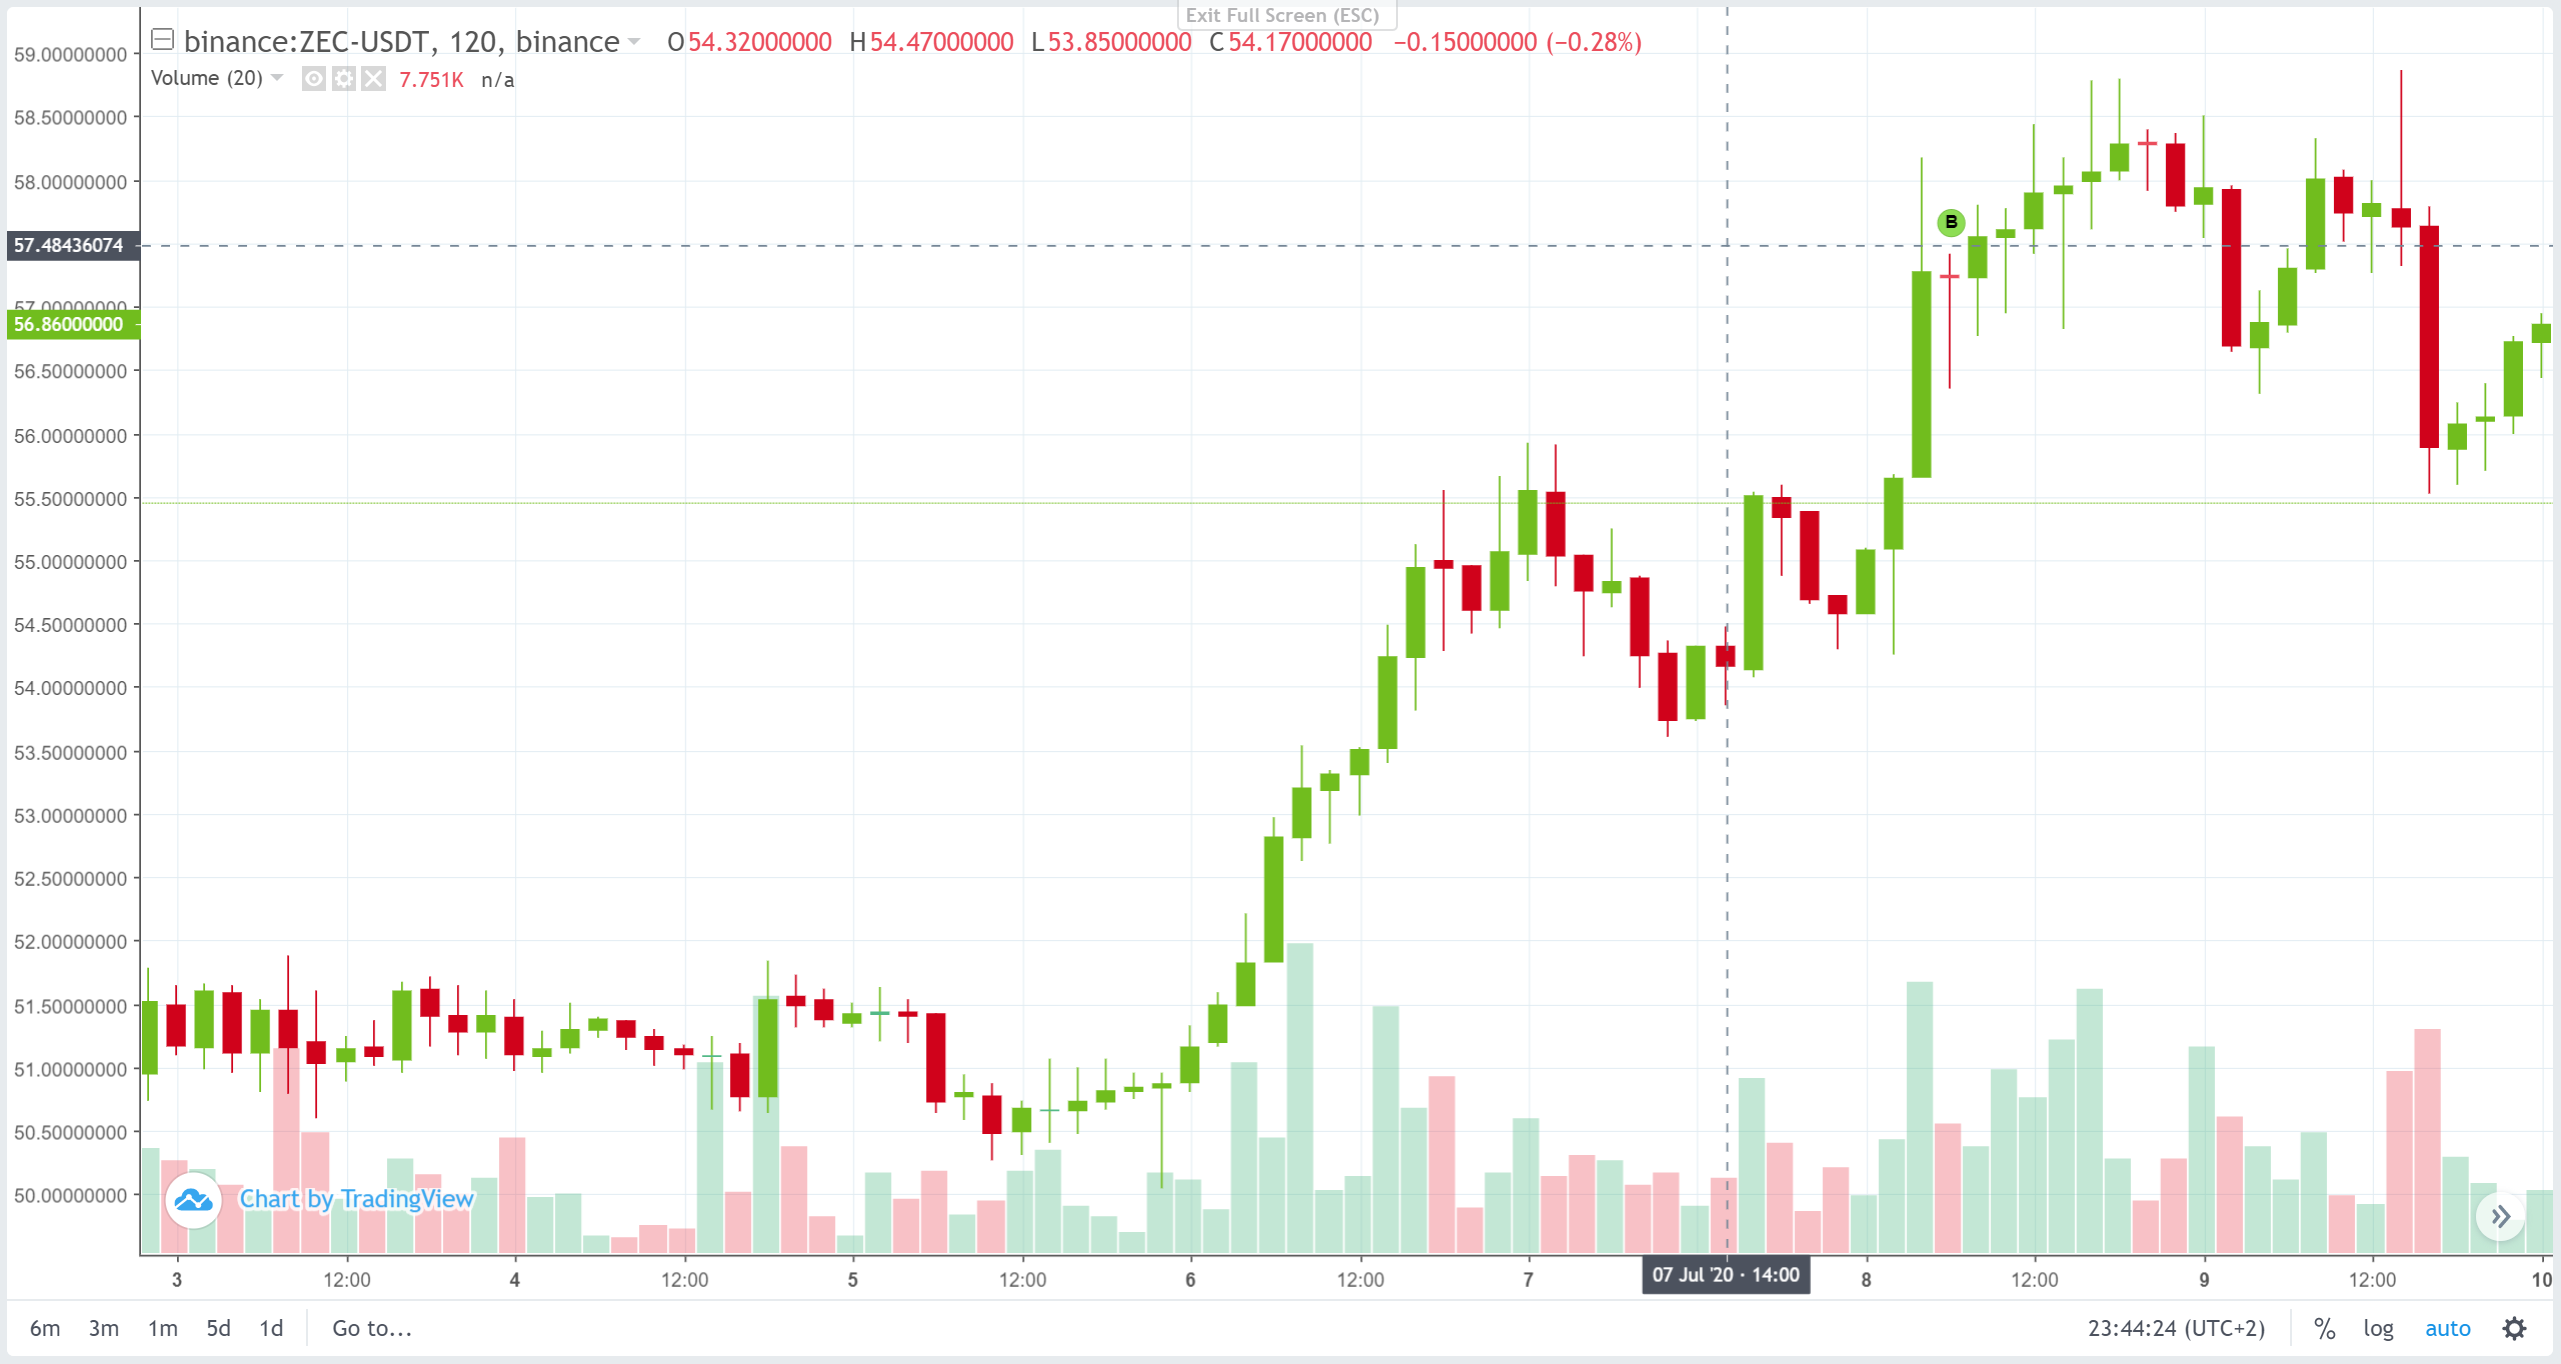 Exit Full Screen (ESC)
binance:ZEC-USDT, 120, binance O54.32000000 H54.47000000 L53.85000000 C54.17000000 −0.15000000 (−0.28%)
Volume (20) 7.751K n/a
59.00000000
58.50000000
58.00000000
B
57.48436074
57.00000000
56.86000000
56.50000000
56.00000000
55.50000000
55.00000000
54.50000000
54.00000000
53.50000000
53.00000000
52.50000000
52.00000000
51.50000000
51.00000000
50.50000000
50.00000000
Chart by TradingView
3 12:00 4 12:00 5 12:00 6 12:00 7 07 Jul '20 · 14:00 8 12:00 9 12:00 10
6m 3m 1m 5d 1d Go to... 23:44:24 (UTC+2) % log auto